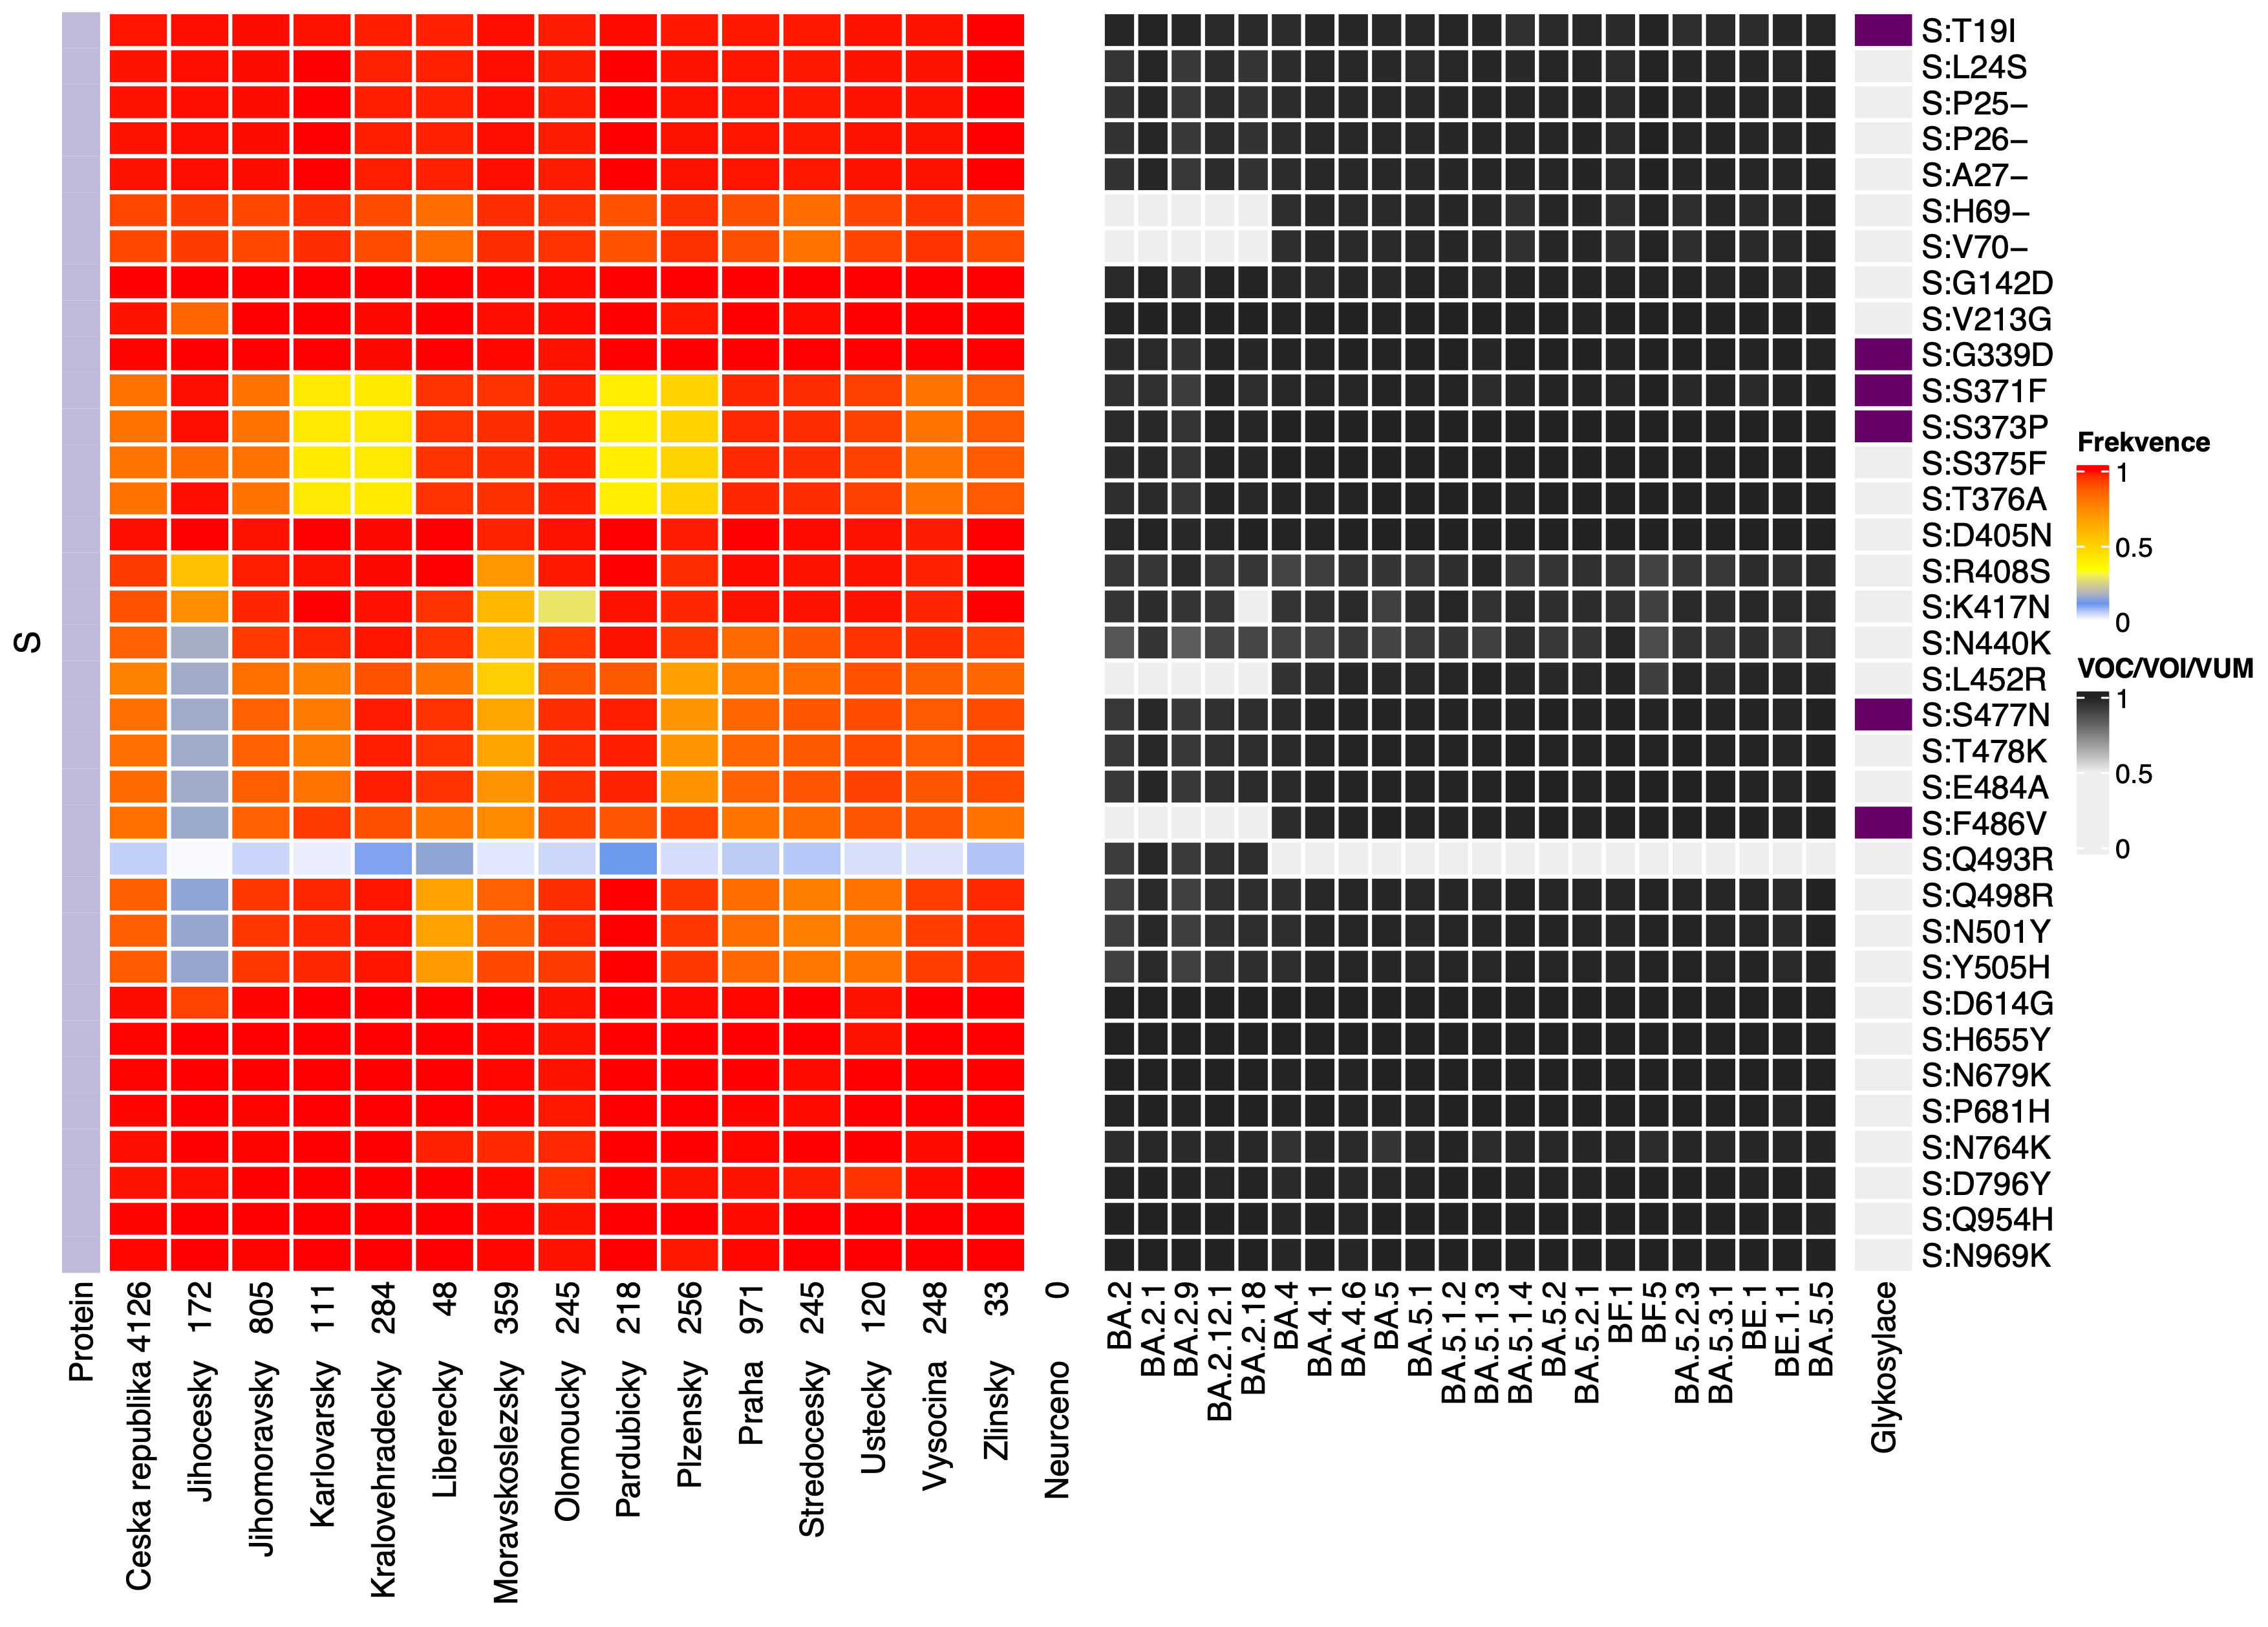 S
S:T19I
S:L24S
S:P25−
S:P26−
S:A27−
S:H69−
S:V70−
S:G142D
S:V213G
S:G339D
S:S371F
S:S373P
S:S375F
S:T376A
S:D405N
S:R408S
S:K417N
S:N440K
S:L452R
S:S477N
S:T478K
S:E484A
S:F486V
S:Q493R
S:Q498R
S:N501Y
S:Y505H
S:D614G
S:H655Y
S:N679K
S:P681H
S:N764K
S:D796Y
S:Q954H
S:N969K
Protein
Ceska republika 4126
Jihocesky 172
Jihomoravsky 805
Karlovarsky 111
Kralovehradecky 284
Liberecky 48
Moravskoslezsky 359
Olomoucky 245
Pardubicky 218
Plzensky 256
Praha 971
Stredocesky 245
Ustecky 120
Vysocina 248
Zlinsky 33
Neurceno 0
BA.2
BA.2.1
BA.2.9
BA.2.12.1
BA.2.18
BA.4
BA.4.1
BA.4.6
BA.5
BA.5.1
BA.5.1.2
BA.5.1.3
BA.5.1.4
BA.5.2
BA.5.2.1
BF.1
BF.5
BA.5.2.3
BA.5.3.1
BE.1
BE.1.1
BA.5.5
Glykosylace
Frekvence
1
0.5
0
VOC/VOI/VUM
1
0.5
0